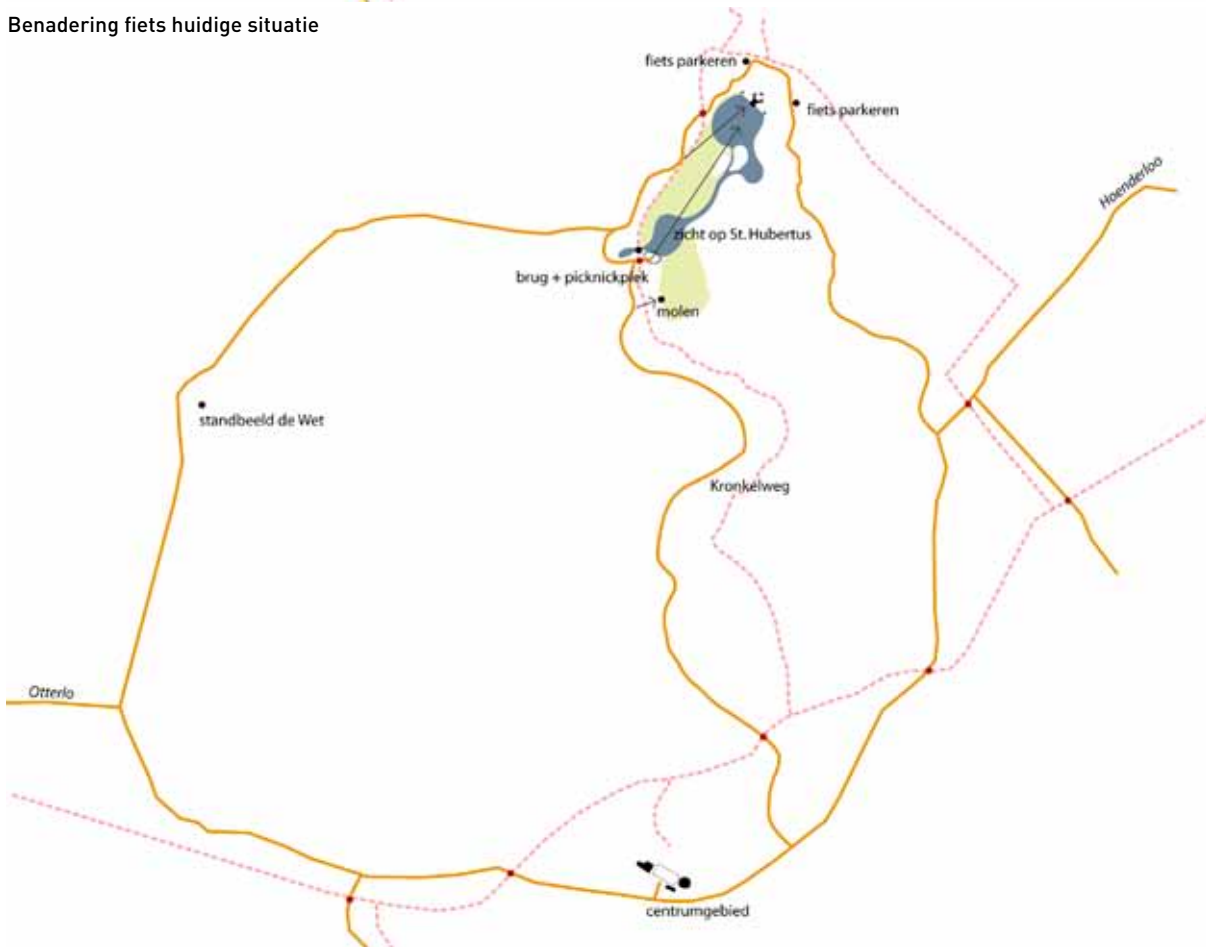 Benadering fiets huidige situatie
fiets parkeren
fiets parkeren
Hoenderloo
zicht op St. Hubertus
brug + picknickplek
molen
standbeeld de Wet
Kronkelweg
Otterlo
centrumgebied